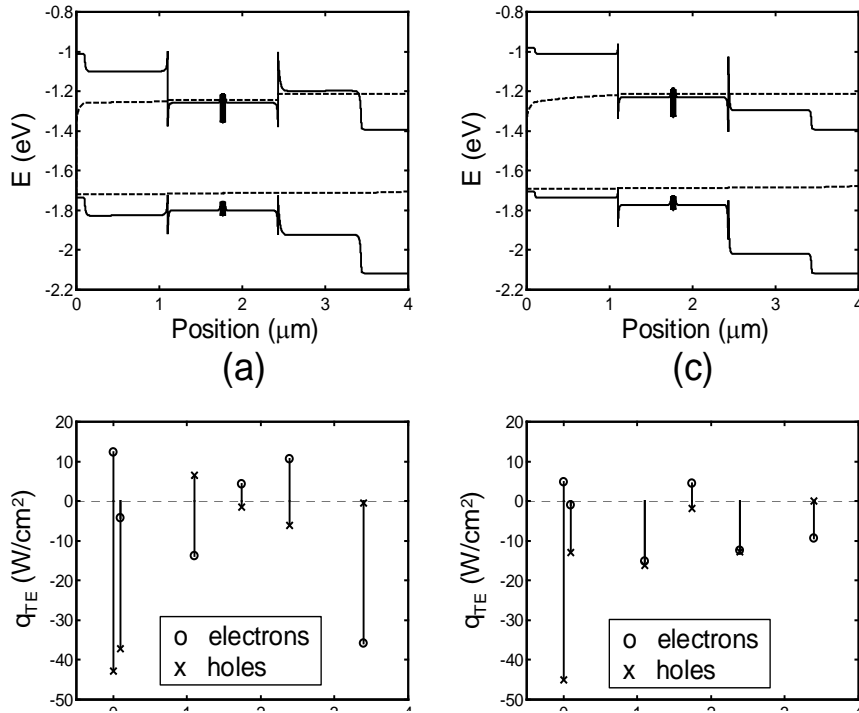 -0.8
-1
-1.2
-1.4
-1.6
-1.8
-2
-2.2
E (eV)
0 1 2 3 4
Position (μm)
(a)
-0.8
-1
-1.2
-1.4
-1.6
-1.8
-2
-2.2
E (eV)
0 1 2 3 4
Position (μm)
(c)
20
10
0
-10
-20
-30
-40
-50
qTE (W/cm²)
o electrons
x holes
0 1 2 3 4
20
10
0
-10
-20
-30
-40
-50
qTE (W/cm²)
o electrons
x holes
0 1 2 3 4